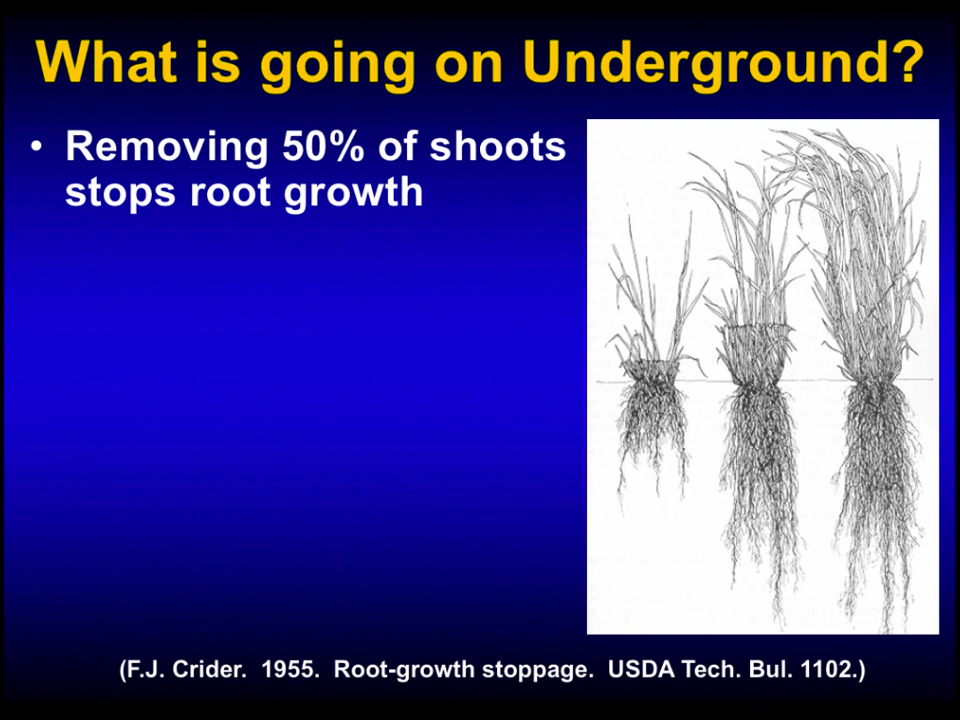 What is going on Underground?
• Removing 50% of shoots
stops root growth
(F.J. Crider.  1955.  Root-growth stoppage.  USDA Tech. Bul. 1102.)